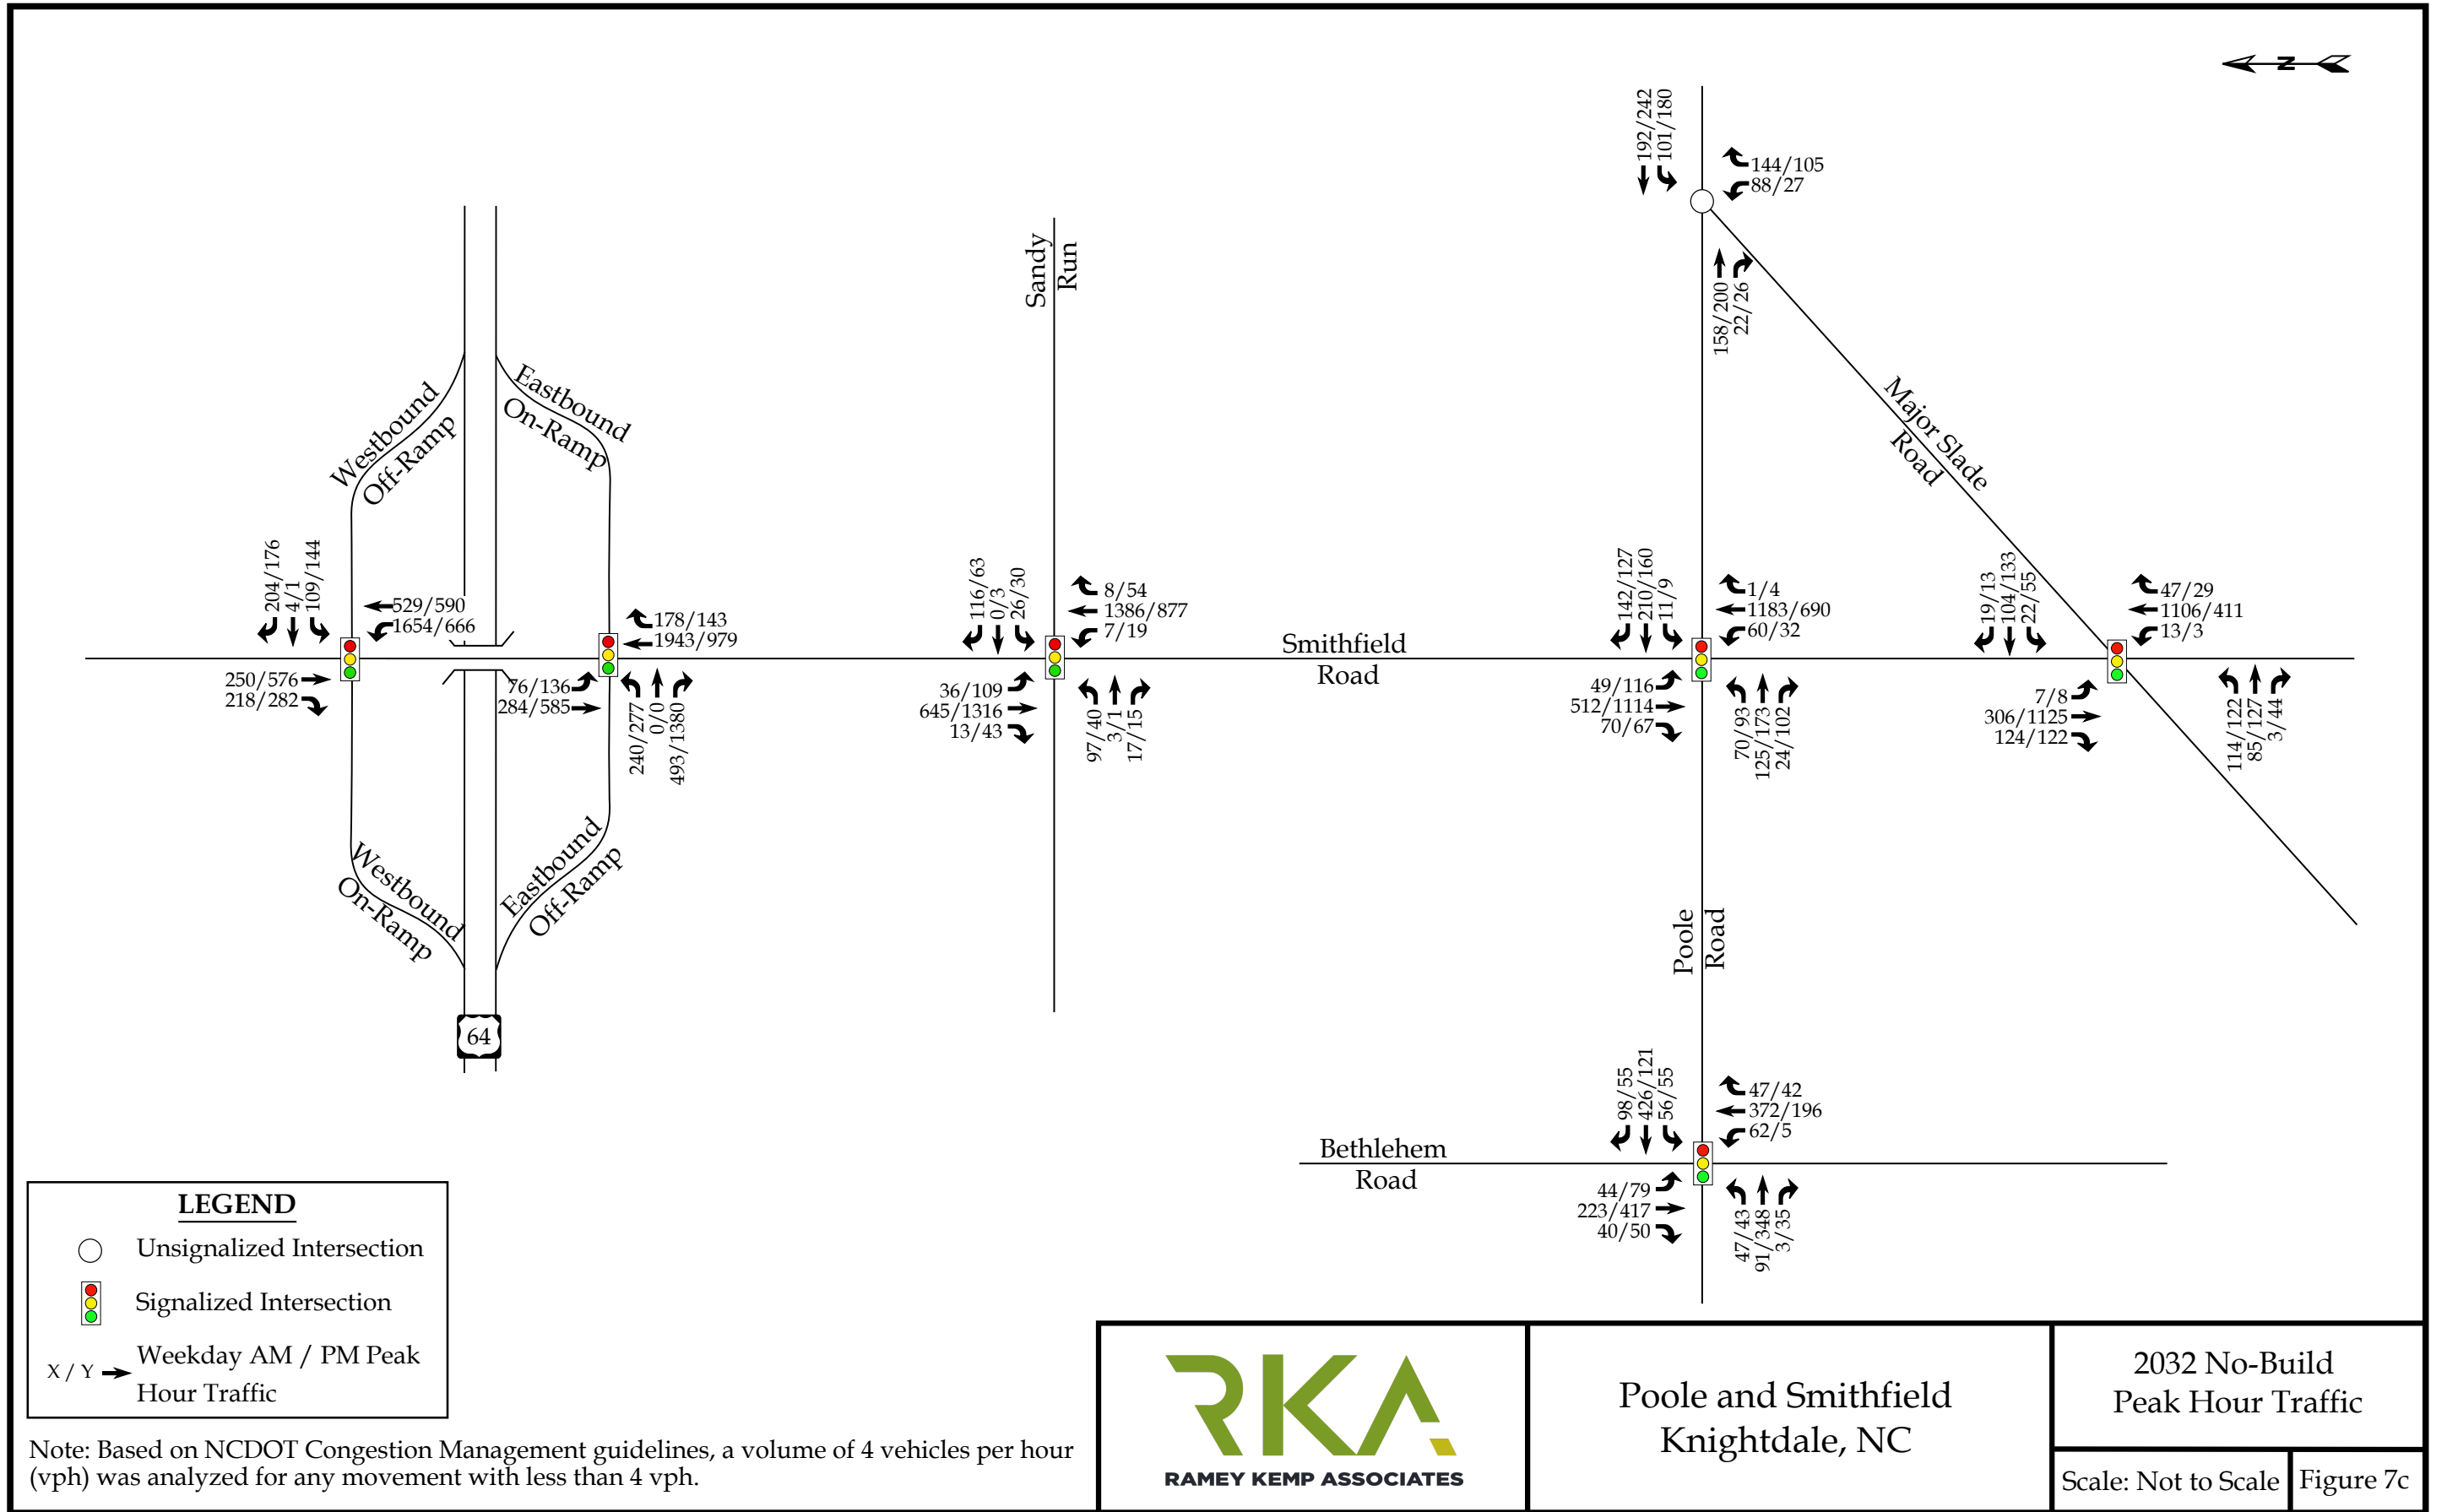 N
192/242
101/180
144/105
88/27
158/200
22/26
Sandy
Run
Major Slade
Road
Westbound
Off-Ramp
Eastbound
On-Ramp
204/176
4/1
109/144
529/590
1654/666
250/576
218/282
178/143
1943/979
76/136
284/585
240/277
0/0
493/1380
116/63
0/3
26/30
8/54
1386/877
7/19
36/109
645/1316
13/43
97/40
3/1
17/15
Smithfield
Road
142/127
210/160
11/9
1/4
1183/690
60/32
49/116
512/1114
70/67
70/93
125/173
24/102
19/13
104/133
22/55
47/29
1106/411
13/3
7/8
306/1125
124/122
114/122
85/127
3/44
Westbound
On-Ramp
Eastbound
Off-Ramp
64
Poole
Road
98/55
426/121
56/55
47/42
372/196
62/5
Bethlehem
Road
44/79
223/417
40/50
47/43
91/348
3/35
LEGEND
Unsignalized Intersection
Signalized Intersection
X / Y
Weekday AM / PM Peak
Hour Traffic
Note: Based on NCDOT Congestion Management guidelines, a volume of 4 vehicles per hour
(vph) was analyzed for any movement with less than 4 vph.
RKA
RAMEY KEMP ASSOCIATES
Poole and Smithfield
Knightdale, NC
2032 No-Build
Peak Hour Traffic
Scale: Not to Scale
Figure 7c